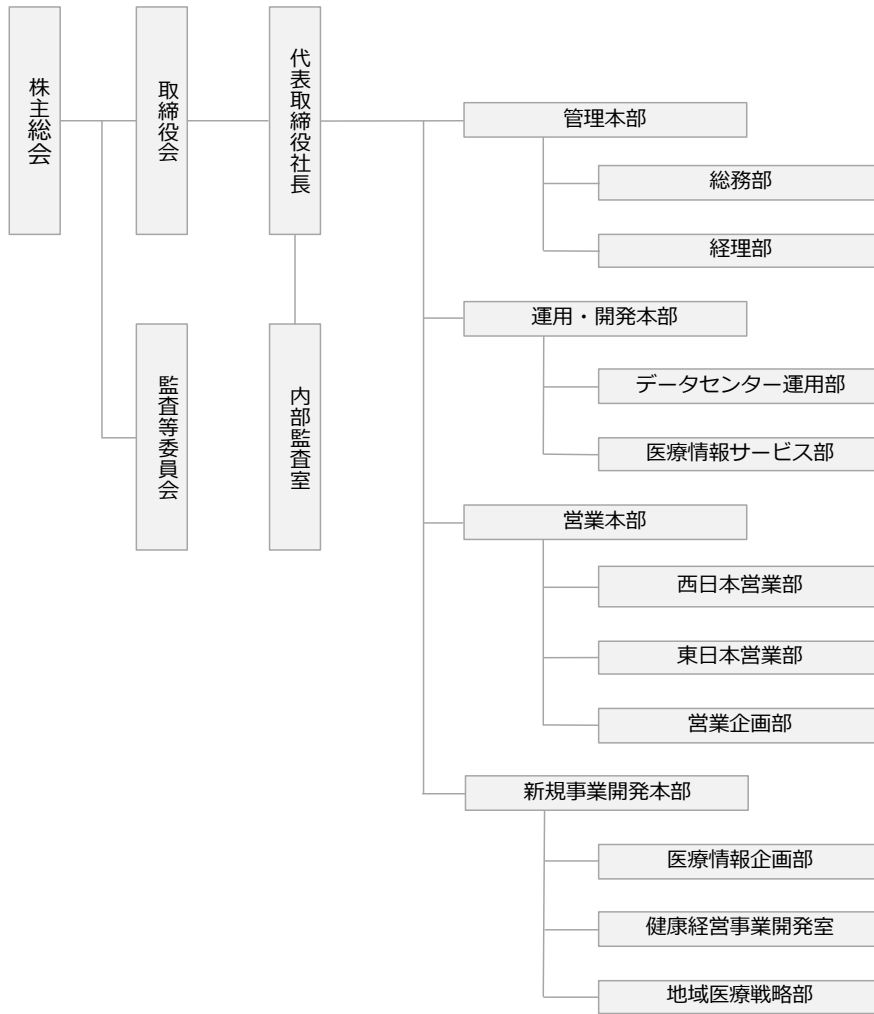 株主総会
取締役会
代表取締役社長
監査等委員会
内部監査室
管理本部
総務部
経理部
運用・開発本部
データセンター運用部
医療情報サービス部
営業本部
西日本営業部
東日本営業部
営業企画部
新規事業開発本部
医療情報企画部
健康経営事業開発室
地域医療戦略部